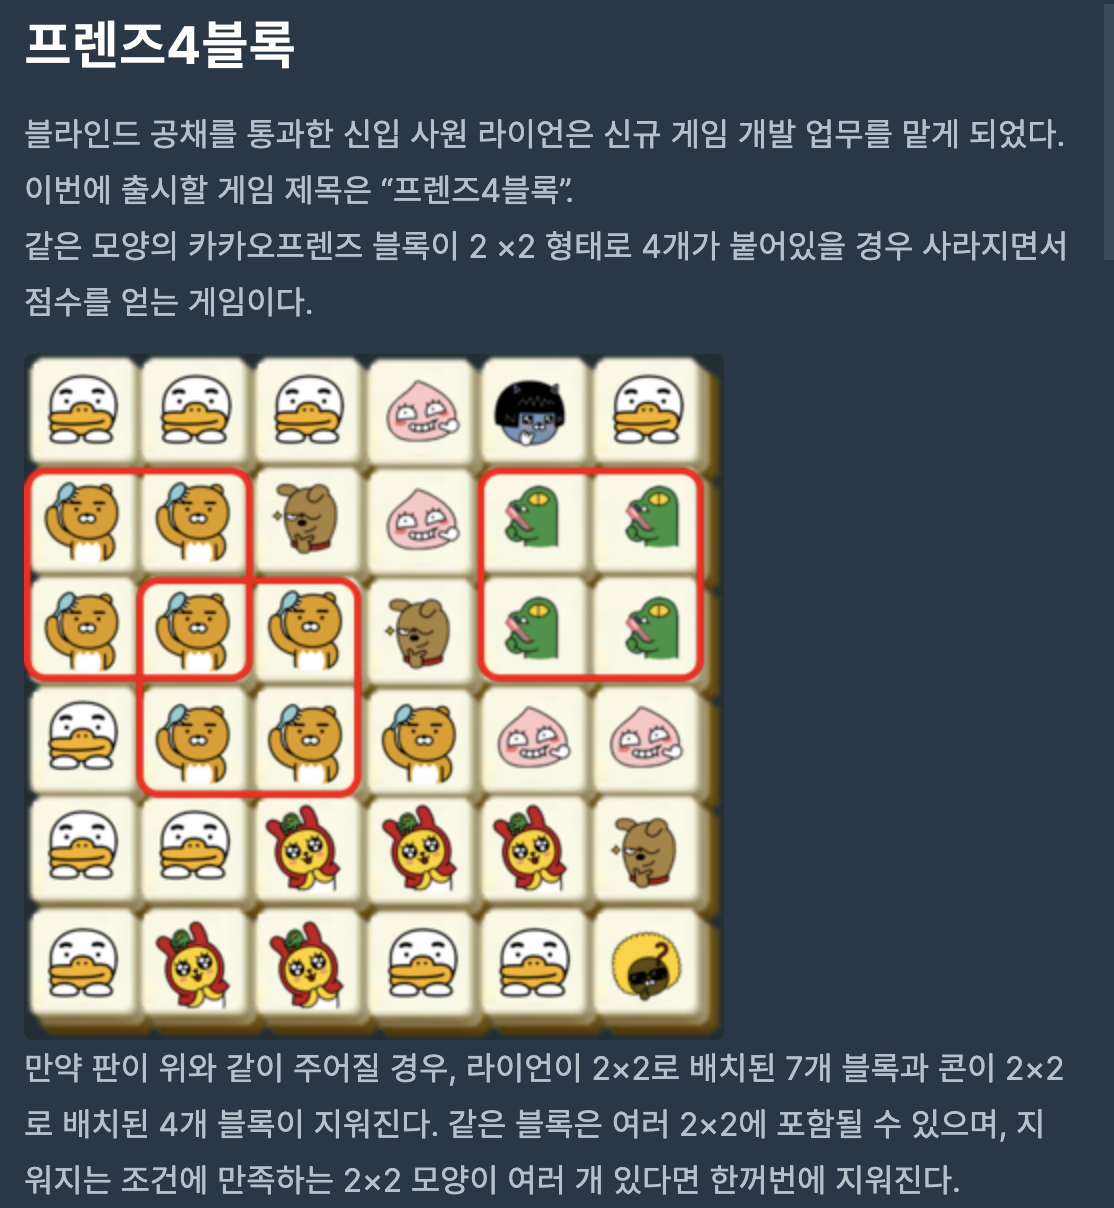 프렌즈4블록
블라인드 공채를 통과한 신입 사원 라이언은 신규 게임 개발 업무를 맡게 되었다.
이번에 출시할 게임 제목은 “프렌즈4블록”.
같은 모양의 카카오프렌즈 블록이 2 ×2 형태로 4개가 붙어있을 경우 사라지면서
점수를 얻는 게임이다.
만약 판이 위와 같이 주어질 경우, 라이언이 2×2로 배치된 7개 블록과 콘이 2×2
로 배치된 4개 블록이 지워진다. 같은 블록은 여러 2×2에 포함될 수 있으며, 지
워지는 조건에 만족하는 2×2 모양이 여러 개 있다면 한꺼번에 지워진다.